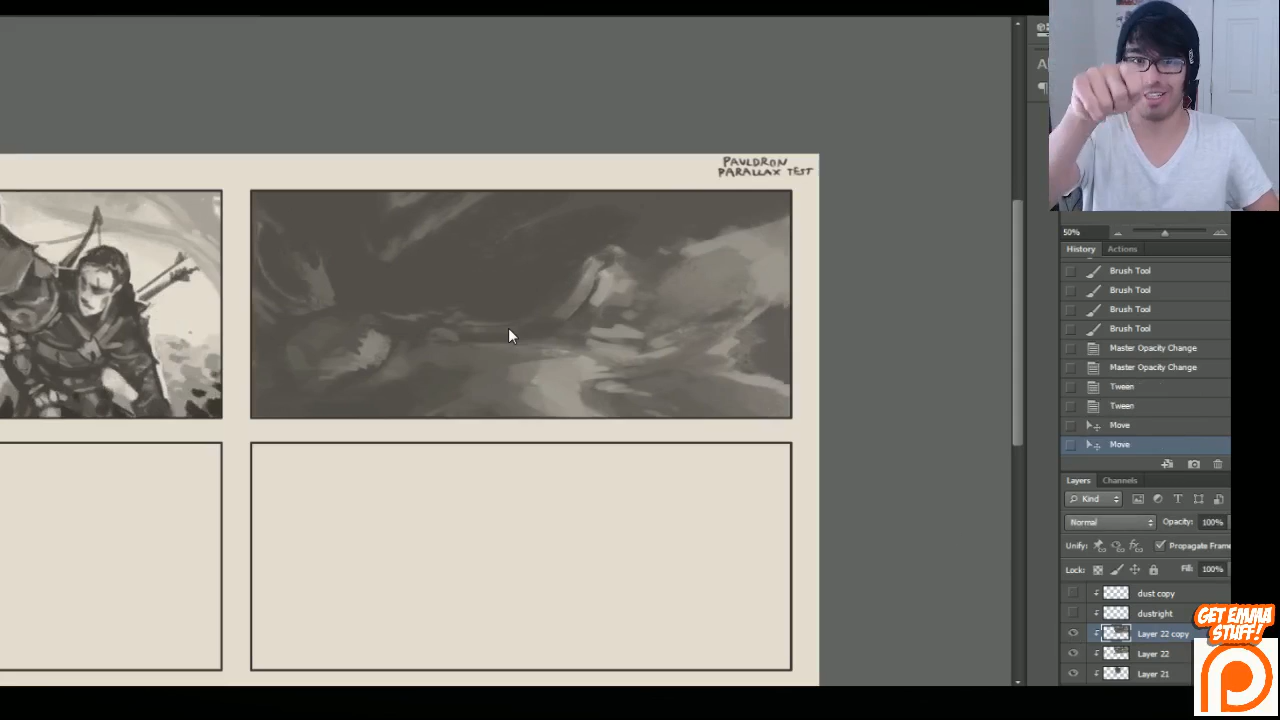 PAULDRON
PARALLAX TEST
A
50%
History
Actions
Brush Tool
Brush Tool
Brush Tool
Brush Tool
Master Opacity Change
Master Opacity Change
Tween
Tween
Move
Move
Layers
Channels
Kind
T
Normal
Opacity: 100%
Unify:
Propagate Frame
fx
Lock:
Fill: 100%
dust copy
dustright
Layer 22 copy
Layer 22
Layer 21
GET EMMA
STUFF!